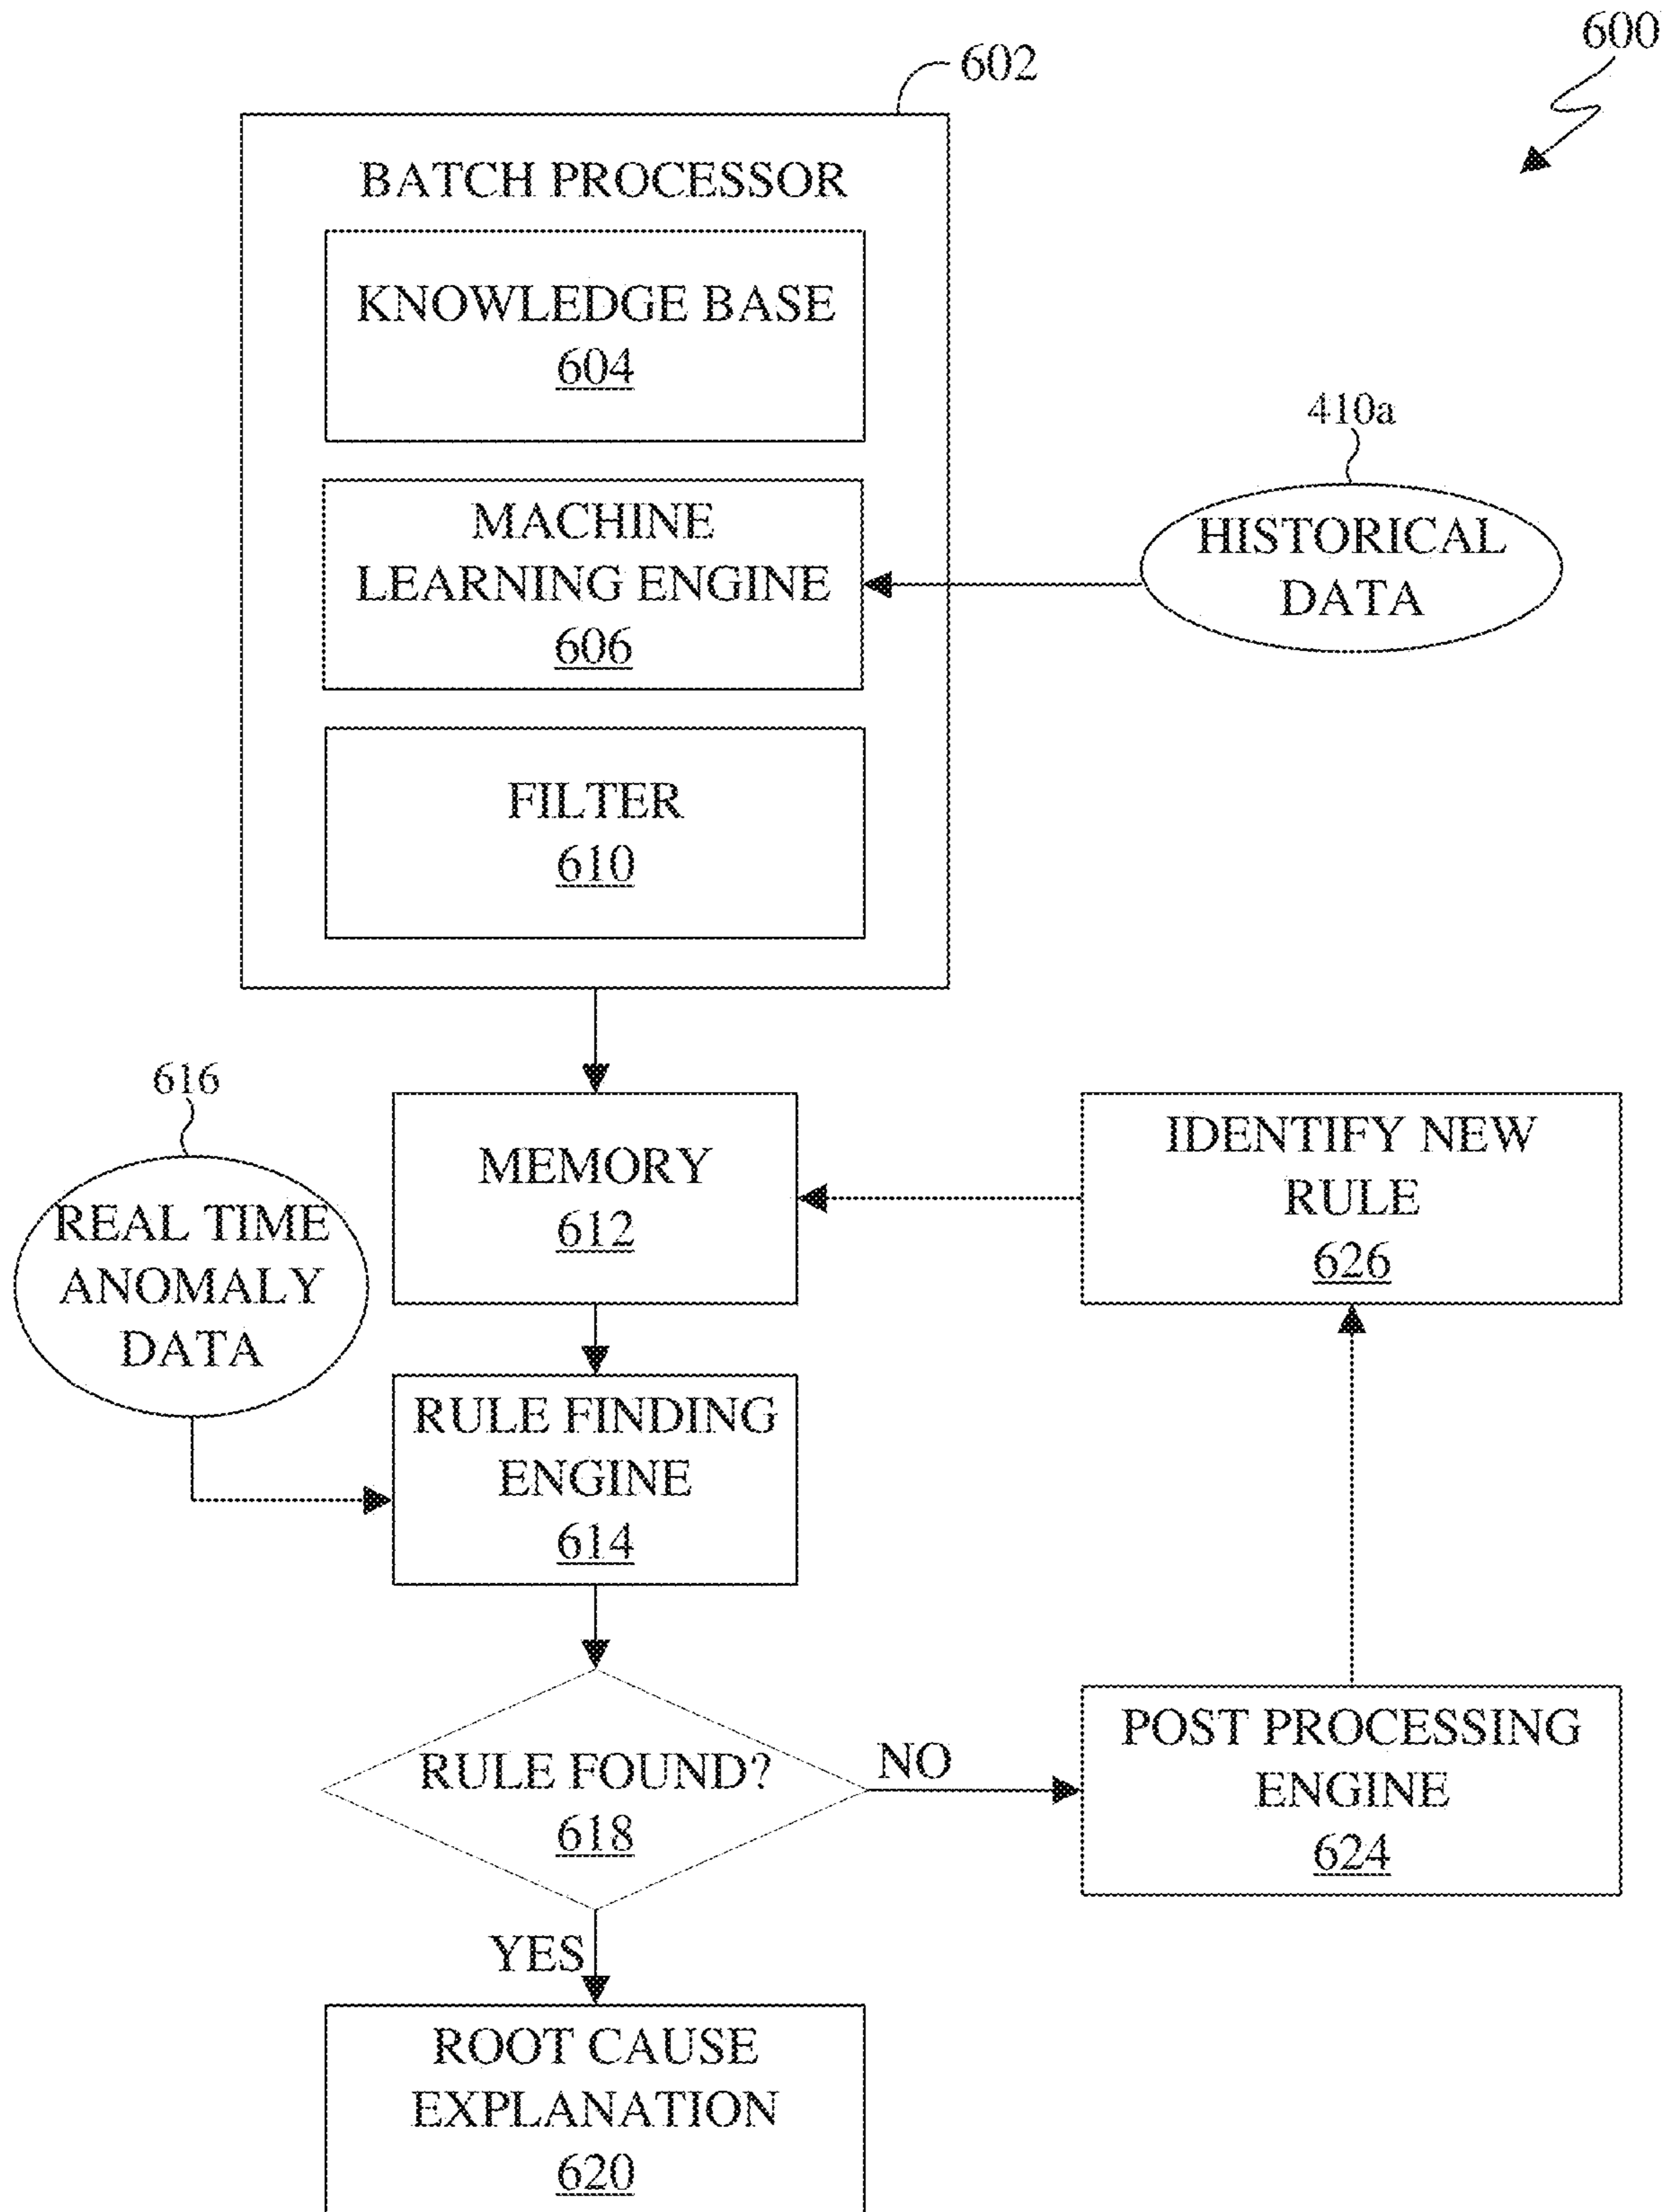 600
602
BATCH PROCESSOR
KNOWLEDGE BASE
604
410a
MACHINE
LEARNING ENGINE
606
HISTORICAL
DATA
FILTER
610
616
REAL TIME
ANOMALY
DATA
MEMORY
612
IDENTIFY NEW
RULE
626
RULE FINDING
ENGINE
614
RULE FOUND?
618
NO
POST PROCESSING
ENGINE
624
YES
ROOT CAUSE
EXPLANATION
620